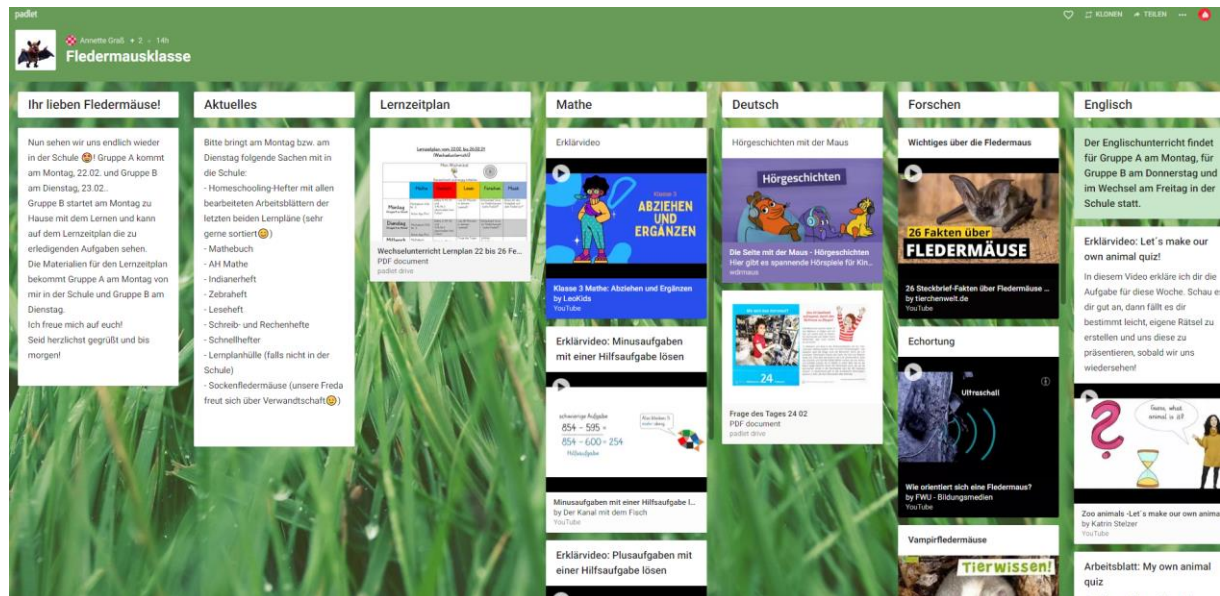 padlet
KLONEN
TEILEN
Annette Graß + 2 • 14h
Fledermausklasse
Ihr lieben Fledermäuse!
Nun sehen wir uns endlich wieder
in der Schule 🤗! Gruppe A kommt
am Montag, 22.02. und Gruppe B
am Dienstag, 23.02..
Gruppe B startet am Montag zu
Hause mit dem Lernen und kann
auf dem Lernzeitplan die zu
erledigenden Aufgaben sehen.
Die Materialien für den Lernzeitplan
bekommt Gruppe A am Montag von
mir in der Schule und Gruppe B am
Dienstag.
Ich freue mich auf euch!
Seid herzlichst gegrüßt und bis
morgen!
Aktuelles
Bitte bringt am Montag bzw. am
Dienstag folgende Sachen mit in
die Schule:
- Homeschooling-Hefter mit allen
bearbeiteten Arbeitsblättern der
letzten beiden Lernpläne (sehr
gerne sortiert😊)
- Mathebuch
- AH Mathe
- Indianerheft
- Zebraheft
- Leseheft
- Schreib- und Rechenhefte
- Schnellhefter
- Lernplanhülle (falls nicht in der
Schule)
- Sockenfledermäuse (unsere Freda
freut sich über Verwandtschaft😉)
Lernzeitplan
(Wechselunterricht)
Mathe
Lesen
Forschen
Musik
Montag
Dienstag
Mittwoch
Wechselunterricht Lernplan 22 bis 26 Fe...
PDF document
padlet drive
Mathe
Erklärvideo
Klasse 3
ABZIEHEN
UND
ERGÄNZEN
Klasse 3 Mathe: Abziehen und Ergänzen
by LeoKids
YouTube
Erklärvideo: Minusaufgaben
mit einer Hilfsaufgabe lösen
schwierige Aufgabe
854 - 595 =
854 - 600 = 254
Hilfsaufgabe
Minusaufgaben mit einer Hilfsaufgabe l...
by Der Kanal mit dem Fisch
YouTube
Erklärvideo: Plusaufgaben mit
einer Hilfsaufgabe lösen
Deutsch
Hörgeschichten mit der Maus
Hörgeschichten
Die Seite mit der Maus - Hörgeschichten
Hier gibt es spannende Hörspiele für Kin...
wdrmaus
24
Frage des Tages 24 02
PDF document
padlet drive
Forschen
Wichtiges über die Fledermaus
26 Fakten über
FLEDERMÄUSE
26 Steckbrief-Fakten über Fledermäuse ...
by tierchenwelt.de
YouTube
Echortung
Ultraschall
Wie orientiert sich eine Fledermaus?
by FWU - Bildungsmedien
YouTube
Vampirfledermäuse
Tierwissen!
Englisch
Der Englischunterricht findet
für Gruppe A am Montag, für
Gruppe B am Donnerstag und
im Wechsel am Freitag in der
Schule statt.
Erklärvideo: Let´s make our
own animal quiz!
In diesem Video erkläre ich dir die
Aufgabe für diese Woche. Schau es
dir gut an, dann fällt es dir
bestimmt leicht, eigene Rätsel zu
erstellen und uns diese zu
präsentieren, sobald wir uns
wiedersehen!
Guess, what
animal is it?
Zoo animals -Let´s make our own anima
by Katrin Stelzer
YouTube
Arbeitsblatt: My own animal
quiz